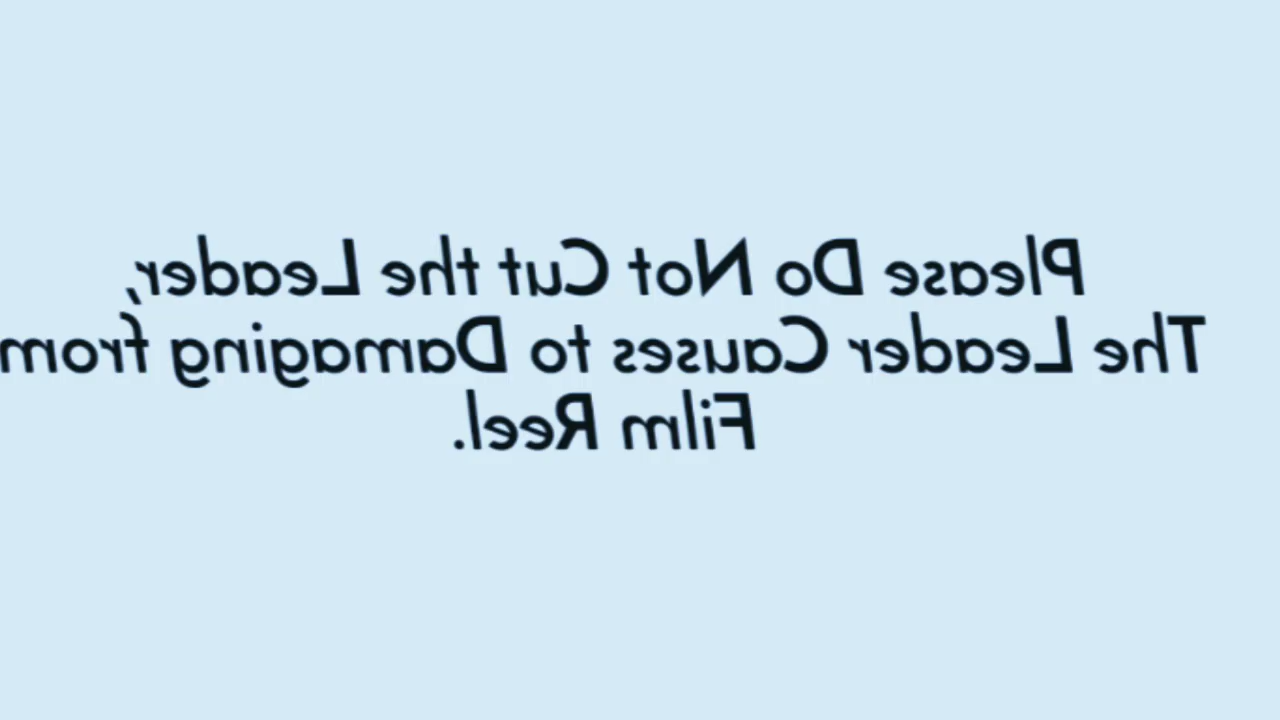 Please Do Not Cut the Leader,
The Leader Causes to Damaging from
Film Reel.